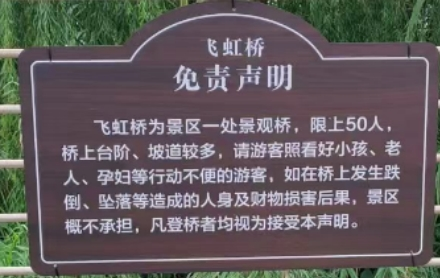 飞虹桥
免责声明
飞虹桥为景区一处景观桥，限上50人，
桥上台阶、坡道较多，请游客照看好小孩、老
人、孕妇等行动不便的游客，如在桥上发生跌
倒、坠落等造成的人身及财物损害后果，景区
概不承担，凡登桥者均视为接受本声明。